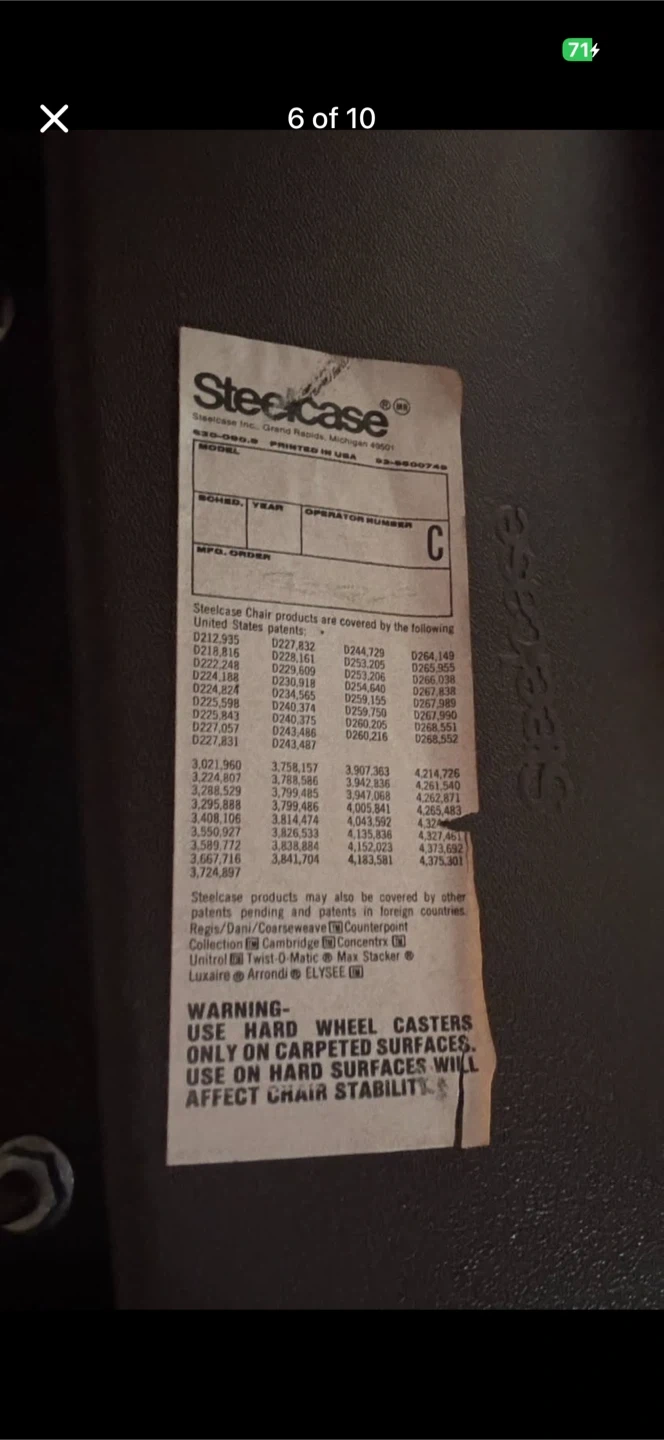 71
6 of 10
Steelcase ®
Steelcase Inc., Grand Rapids, Michigan 49501
PRINTED IN USA
MODEL
SCHED. YEAR OPERATOR NUMBER C
MFG. ORDER
Steelcase Chair products are covered by the following
United States patents:
D212,935 D227,832 D244,729 D264,149
D218,816 D228,161 D253,205 D265,955
D222,248 D229,609 D253,206 D266,038
D224,188 D230,918 D254,640 D267,838
D224,824 D234,565 D259,155 D267,989
D225,598 D240,374 D259,750 D267,990
D225,843 D240,375 D260,205 D268,551
D227,057 D243,486 D260,216 D268,552
D227,831 D243,487
3,021,960 3,758,157 3,907,363 4,214,726
3,224,807 3,788,586 3,942,836 4,261,540
3,288,529 3,799,485 3,947,068 4,262,871
3,295,888 3,799,486 4,005,841 4,265,483
3,408,106 3,814,474 4,043,592
3,550,927 3,826,533 4,135,836 4,327,461
3,589,772 3,838,884 4,152,023 4,373,692
3,667,716 3,841,704 4,183,581 4,375,301
3,724,897
Steelcase products may also be covered by other
patents pending and patents in foreign countries.
Regis/Dani/Coarseweave Counterpoint
Collection Cambridge Concentrx
Unitrol Twist-O-Matic ® Max Stacker ®
Luxaire ® Arrondi ® ELYSEE
WARNING-
USE HARD WHEEL CASTERS
ONLY ON CARPETED SURFACES.
USE ON HARD SURFACES WILL
AFFECT CHAIR STABILITY
Steelcase